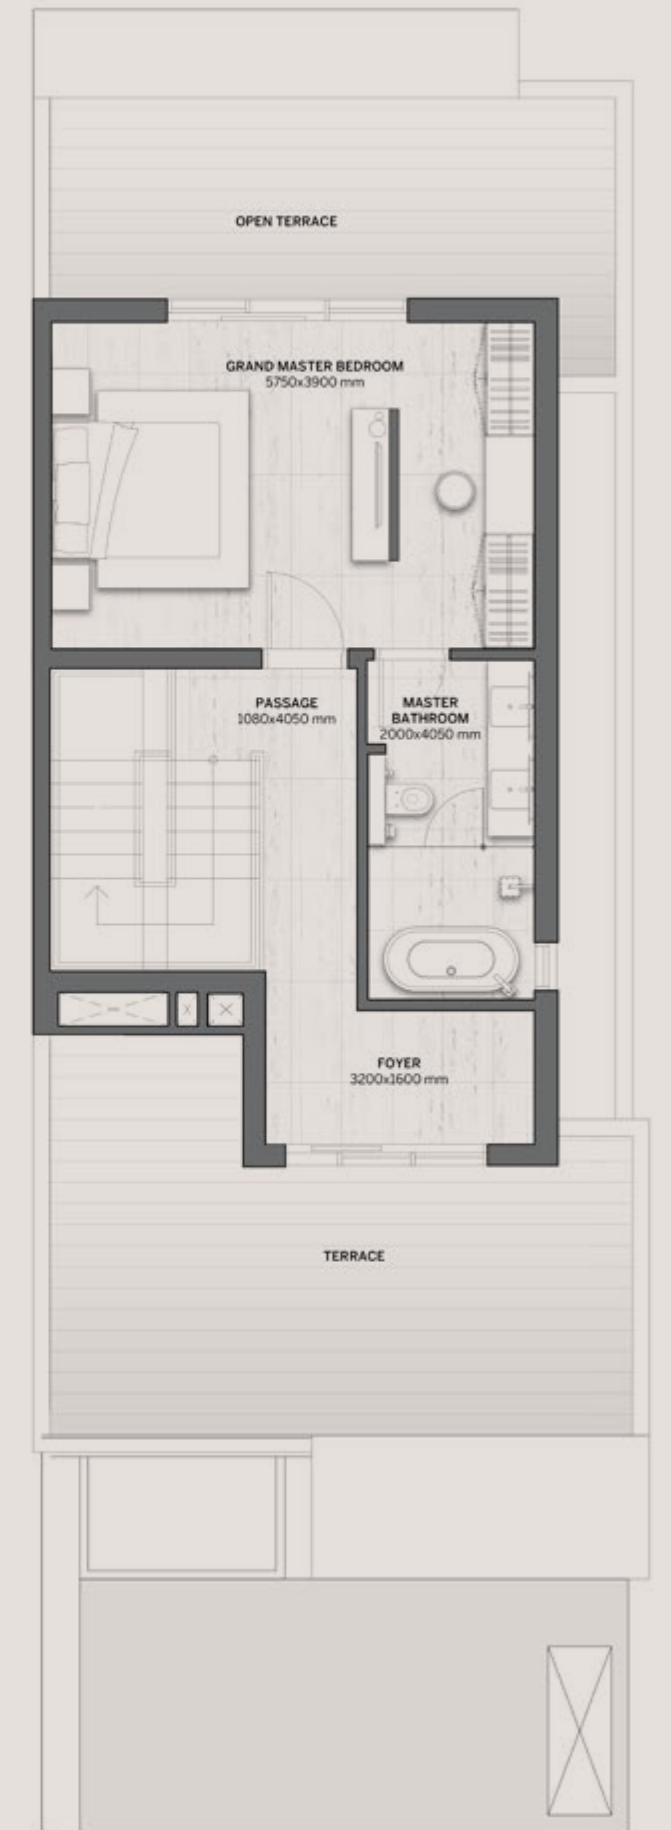 OPEN TERRACE
GRAND MASTER BEDROOM
5750x3900 mm
PASSAGE
1080x4050 mm
MASTER
BATHROOM
2000x4050 mm
FOYER
3200x1600 mm
TERRACE